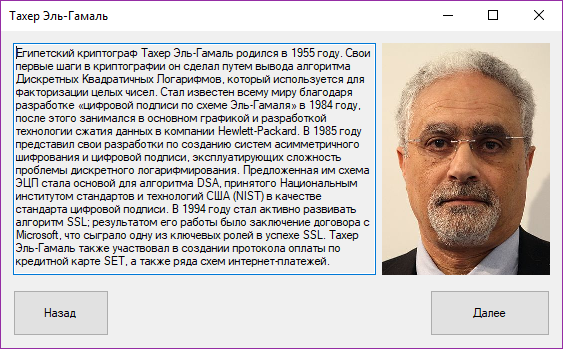 Тахер Эль-Гамаль
Египетский криптограф Тахер Эль-Гамаль родился в 1955 году. Свои
первые шаги в криптографии он сделал путем вывода алгоритма
Дискретных Квадратичных Логарифмов, который используется для
факторизации целых чисел. Стал известен всему миру благодаря
разработке «цифровой подписи по схеме Эль-Гамаля» в 1984 году,
после этого занимался в основном графикой и разработкой
технологии сжатия данных в компании Hewlett-Packard. В 1985 году
представил свои разработки по созданию систем асимметричного
шифрования и цифровой подписи, эксплуатирующих сложность
проблемы дискретного логарифмирования. Предложенная им схема
ЭЦП стала основой для алгоритма DSA, принятого Национальным
институтом стандартов и технологий США (NIST) в качестве
стандарта цифровой подписи. В 1994 году стал активно развивать
алгоритм SSL; результатом его работы было заключение договора с
Microsoft, что сыграло одну из ключевых ролей в успехе SSL. Тахер
Эль-Гамаль также участвовал в создании протокола оплаты по
кредитной карте SET, а также ряда схем интернет-платежей.
Назад
Далее